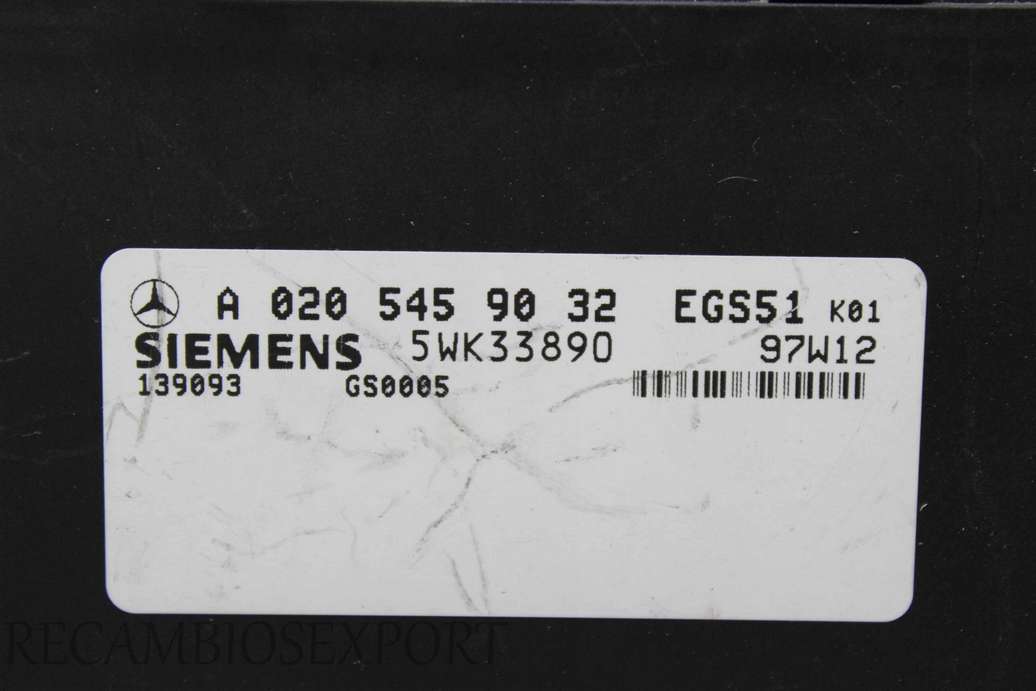 A 020 545 90 32 EGS51 K01
SIEMENS 5WK33890 97W12
139093 GS0005
RECAMBIOSEXPORT